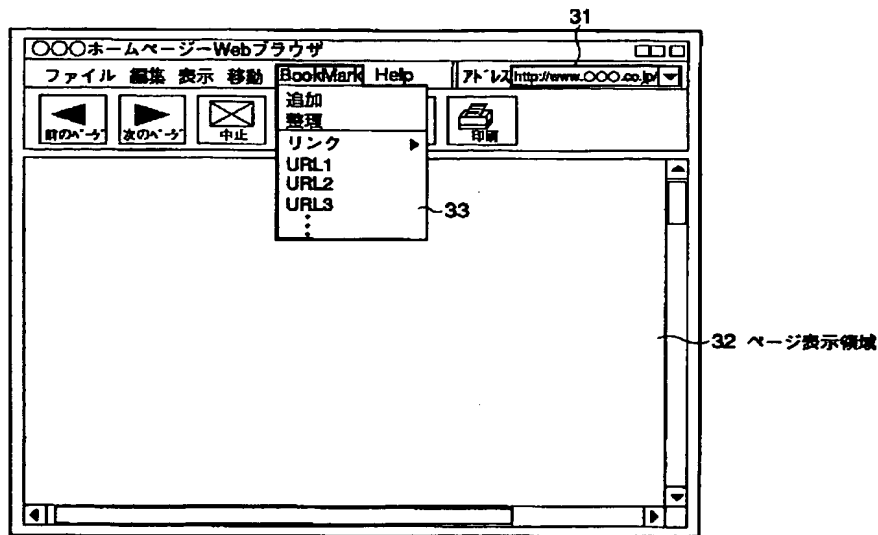 31
○○○ホームページーWebブラウザ
ファイル 編集 表示 移動 BookMark Help アドレス http://www.○○○.co.jp/
前のページ 次のページ 中止 印刷
追加
整理
リンク
URL1
URL2
URL3
33
32 ページ表示領域